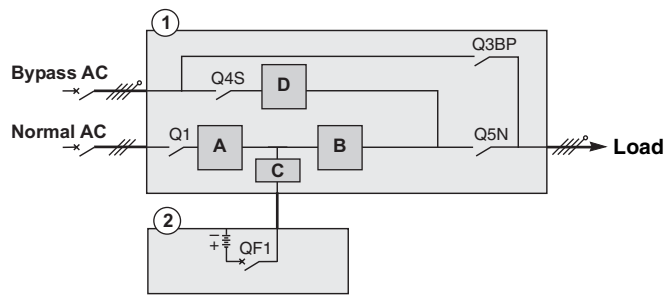 1
Q3BP
Bypass AC
Q4S
D
Normal AC
Q1
A
B
Q5N
Load
C
2
− +
QF1